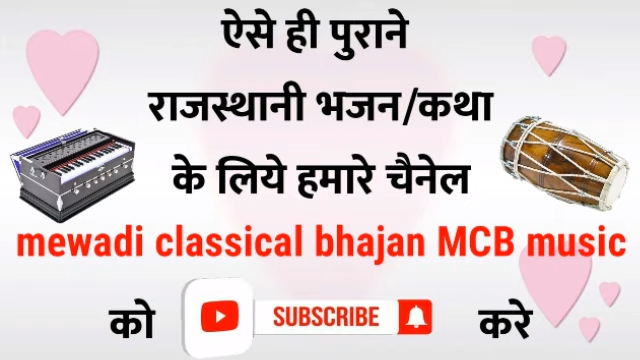 ऐसे ही पुराने
राजस्थानी भजन/कथा
के लिये हमारे चैनेल
mewadi classical bhajan MCB music
को SUBSCRIBE करे